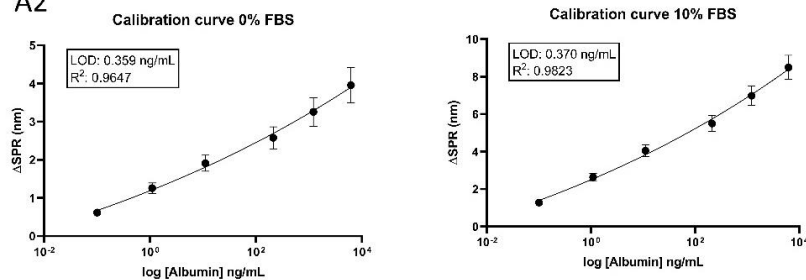 A2
Calibration curve 0% FBS
LOD: 0.359 ng/mL
R²: 0.9647
ΔSPR (nm)
5
4
3
2
1
0
10⁻² 10⁰ 10² 10⁴
log [Albumin] ng/mL
Calibration curve 10% FBS
LOD: 0.370 ng/mL
R²: 0.9823
ΔSPR (nm)
10
8
6
4
2
0
10⁻² 10⁰ 10² 10⁴
log [Albumin] ng/mL